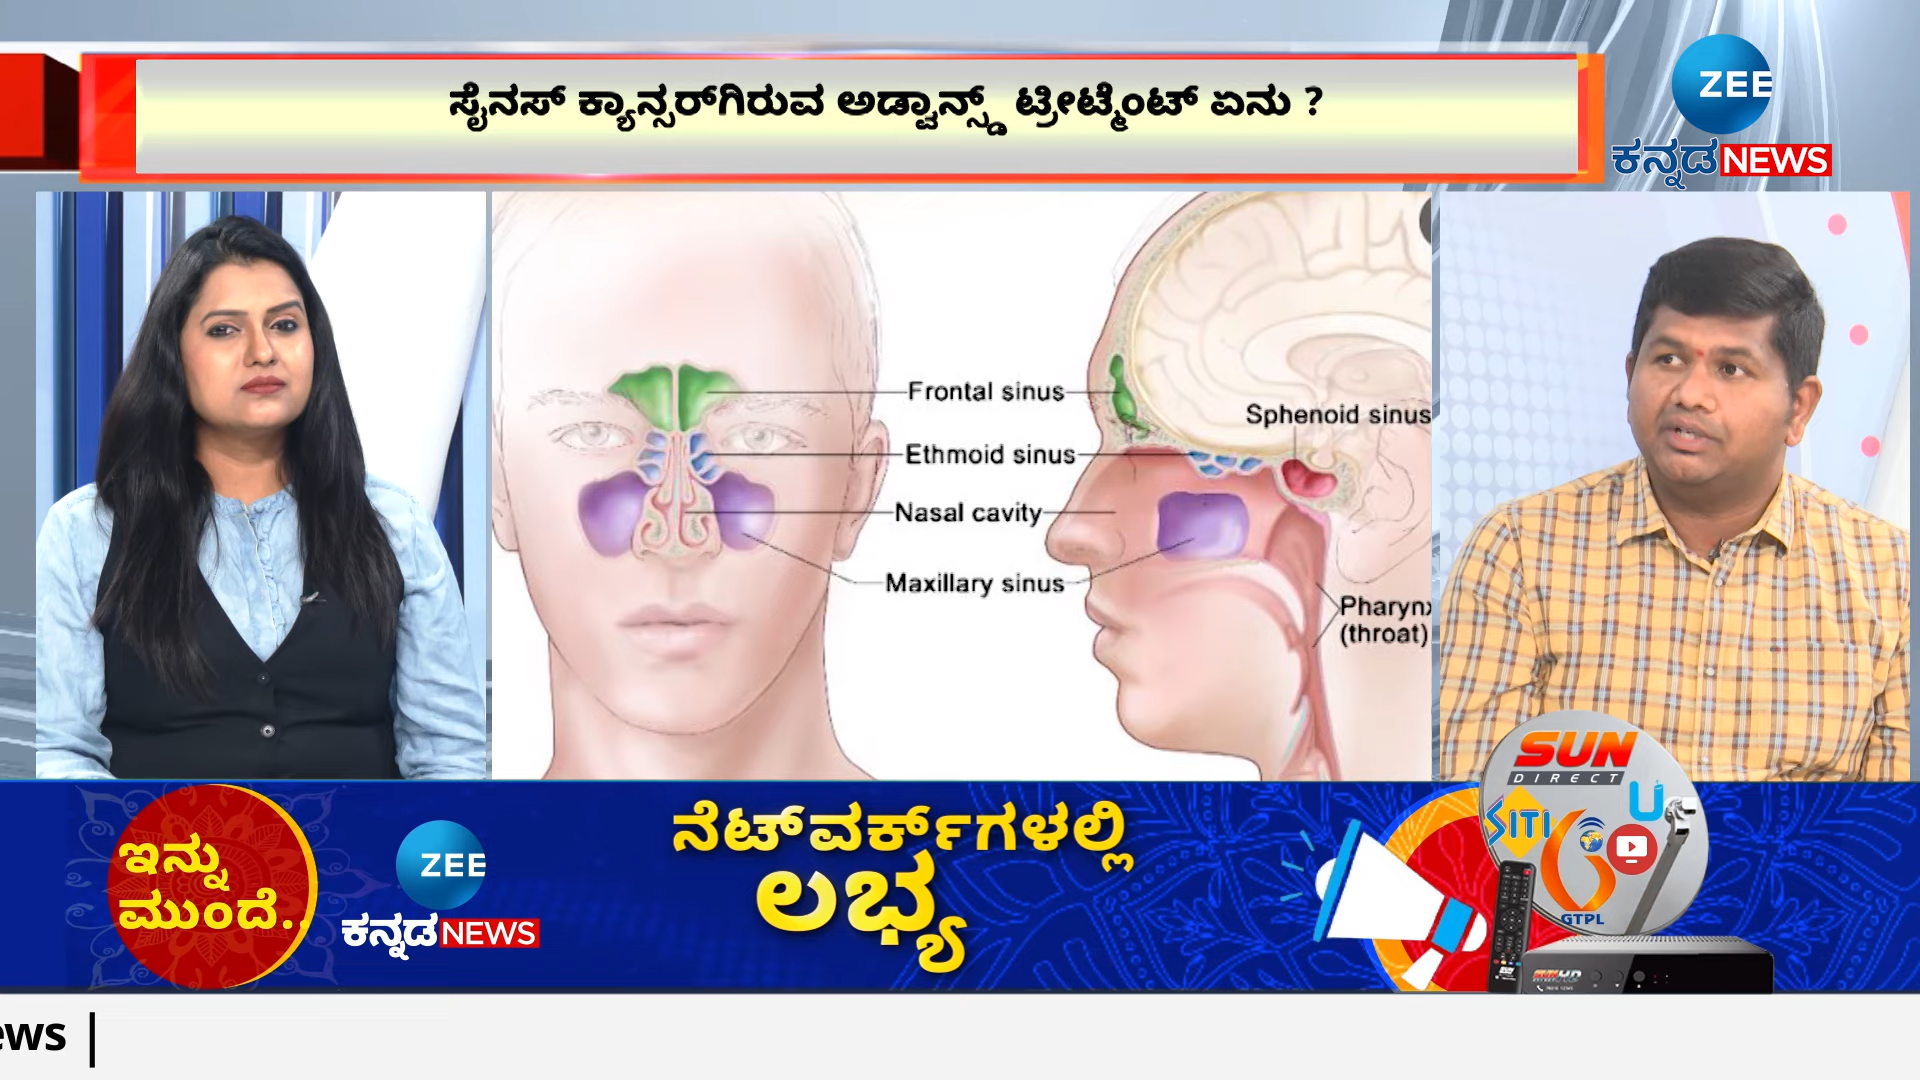 ಸೈನಸ್ ಕ್ಯಾನ್ಸರ್‌ಗಿರುವ ಅಡ್ವಾನ್ಸ್ಡ್ ಟ್ರೀಟ್ಮೆಂಟ್ ಏನು ?
ZEE
ಕನ್ನಡ NEWS
Frontal sinus
Sphenoid sinus
Ethmoid sinus
Nasal cavity
Maxillary sinus
Pharynx
(throat)
SUN
DIRECT
SITI
U
GTPL
ಇನ್ನು
ಮುಂದೆ..
ZEE
ಕನ್ನಡ NEWS
ನೆಟ್‌ವರ್ಕ್‌ಗಳಲ್ಲಿ
ಲಭ್ಯ
ews |